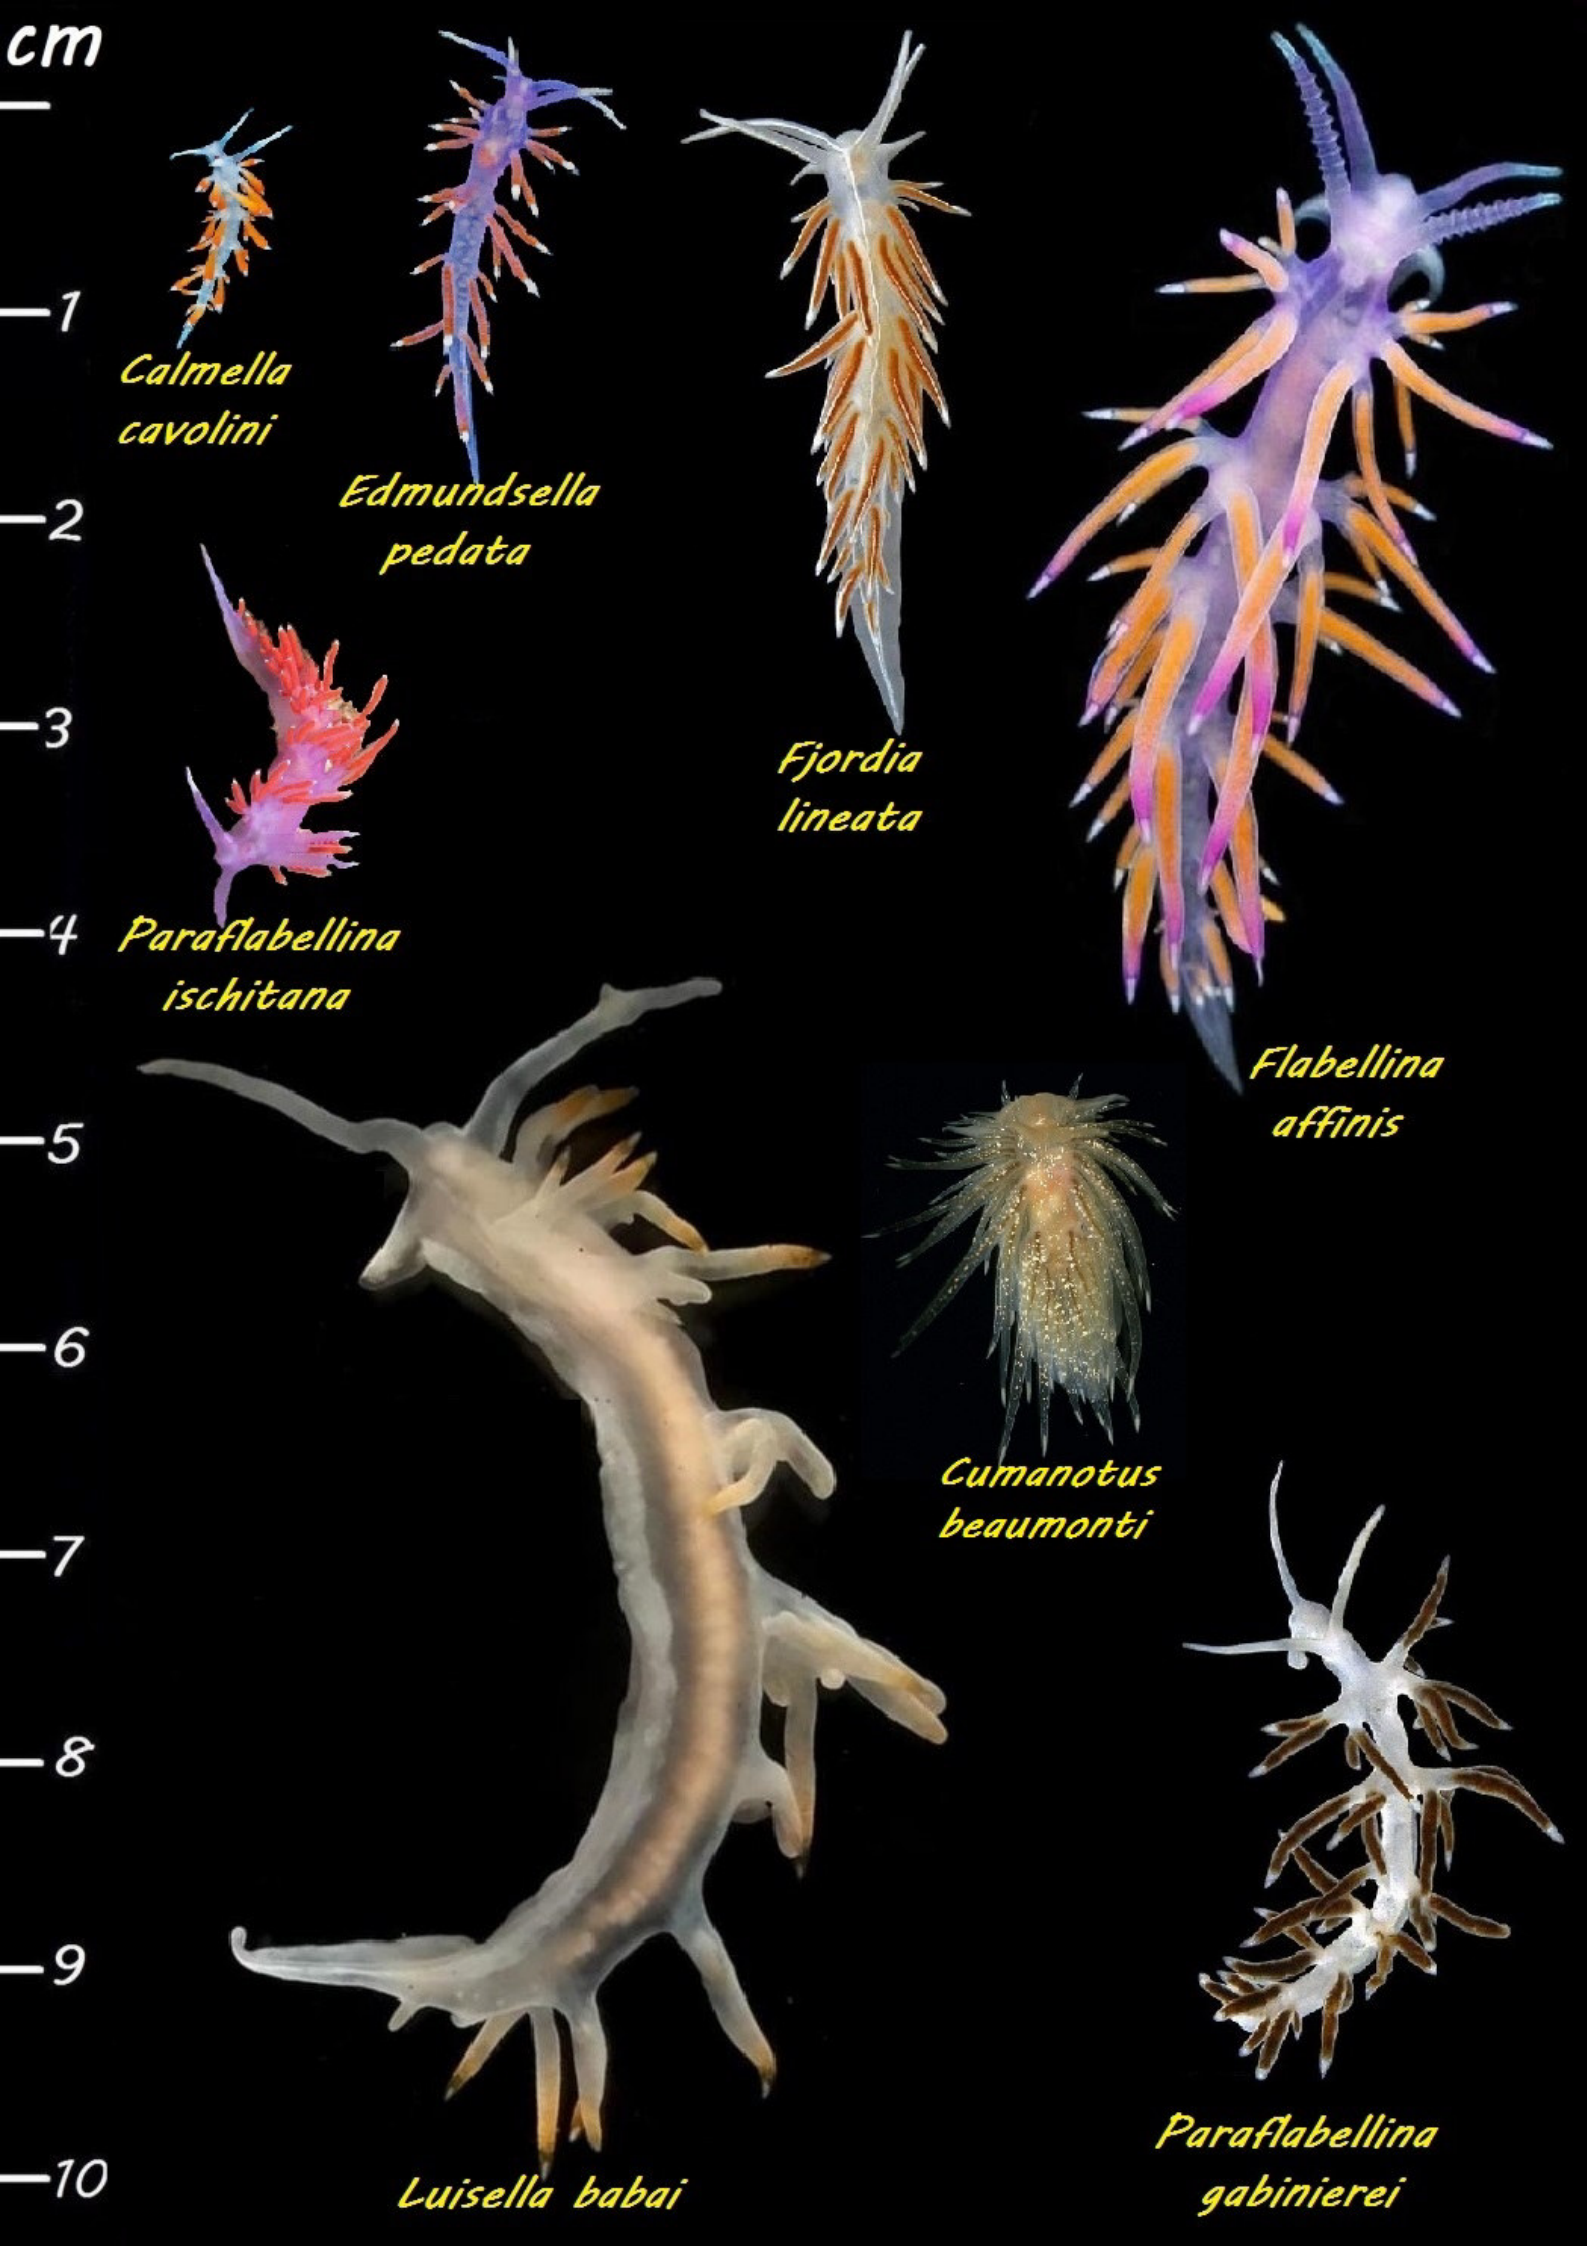 cm
1
2
3
4
5
6
7
8
9
10
Calmella
cavolini
Edmundsella
pedata
Fjordia
lineata
Paraflabellina
ischitana
Flabellina
affinis
Cumanotus
beaumonti
Luisella babai
Paraflabellina
gabinierei